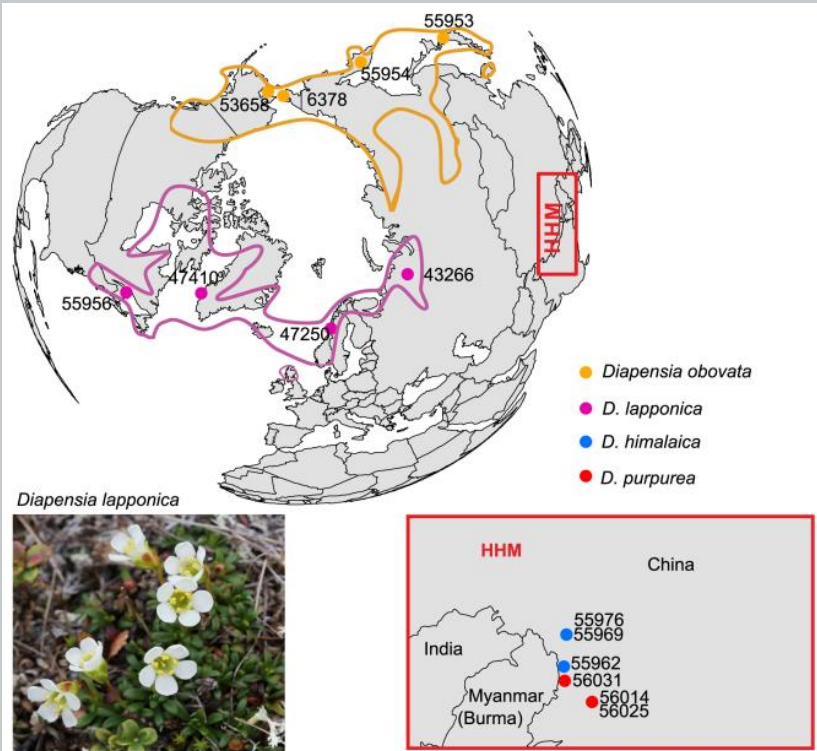 55953
55954
53658
6378
HHM
47410
43266
55956
47250
Diapensia obovata
D. lapponica
D. himalaica
D. purpurea
Diapensia lapponica
HHM
China
55976
55969
India
55962
56031
Myanmar
(Burma)
56014
56025